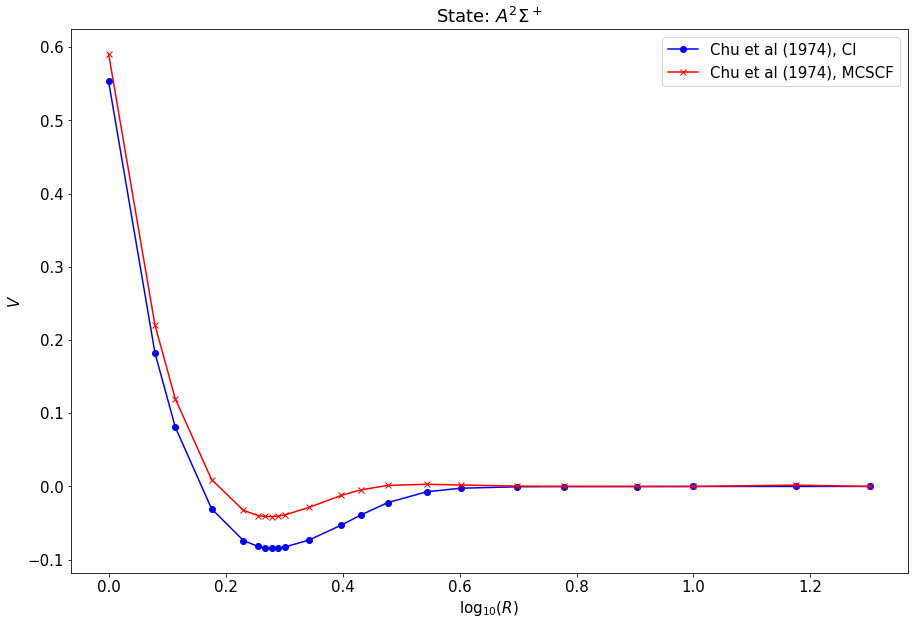 State: $A^2\Sigma^+$
Chu et al (1974), CI
Chu et al (1974), MCSCF
0.6
0.5
0.4
0.3
0.2
0.1
0.0
−0.1
V
0.0 0.2 0.4 0.6 0.8 1.0 1.2
$\log_{10}(R)$